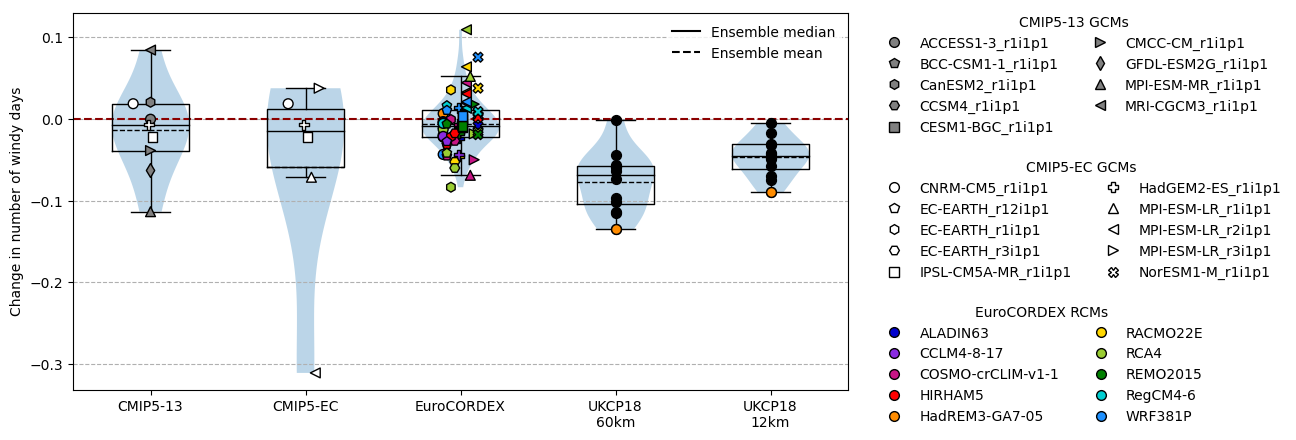 Change in number of windy days
0.1
0.0
−0.1
−0.2
−0.3
Ensemble median
Ensemble mean
CMIP5-13
CMIP5-EC
EuroCORDEX
UKCP18
60km
UKCP18
12km
CMIP5-13 GCMs
ACCESS1-3_r1i1p1
BCC-CSM1-1_r1i1p1
CanESM2_r1i1p1
CCSM4_r1i1p1
CESM1-BGC_r1i1p1
CMCC-CM_r1i1p1
GFDL-ESM2G_r1i1p1
MPI-ESM-MR_r1i1p1
MRI-CGCM3_r1i1p1
CMIP5-EC GCMs
CNRM-CM5_r1i1p1
EC-EARTH_r12i1p1
EC-EARTH_r1i1p1
EC-EARTH_r3i1p1
IPSL-CM5A-MR_r1i1p1
HadGEM2-ES_r1i1p1
MPI-ESM-LR_r1i1p1
MPI-ESM-LR_r2i1p1
MPI-ESM-LR_r3i1p1
NorESM1-M_r1i1p1
EuroCORDEX RCMs
ALADIN63
CCLM4-8-17
COSMO-crCLIM-v1-1
HIRHAM5
HadREM3-GA7-05
RACMO22E
RCA4
REMO2015
RegCM4-6
WRF381P